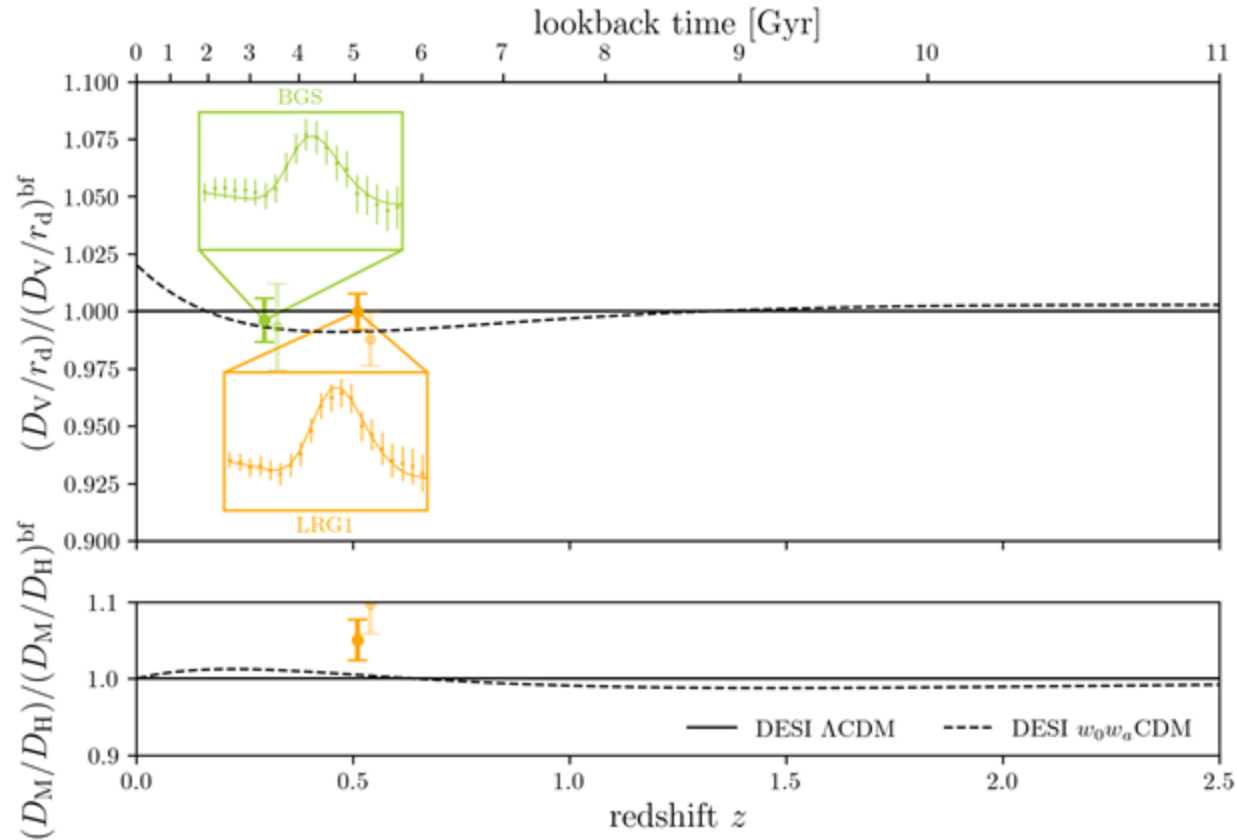 lookback time [Gyr]
0 1 2 3 4 5 6 7 8 9 10 11
(D_V/r_d)/(D_V/r_d)^bf
1.100
1.075
1.050
1.025
1.000
0.975
0.950
0.925
0.900
BGS
LRG1
(D_M/D_H)/(D_M/D_H)^bf
1.1
1.0
0.9
DESI ΛCDM
DESI w₀wₐCDM
0.0 0.5 1.0 1.5 2.0 2.5
redshift z